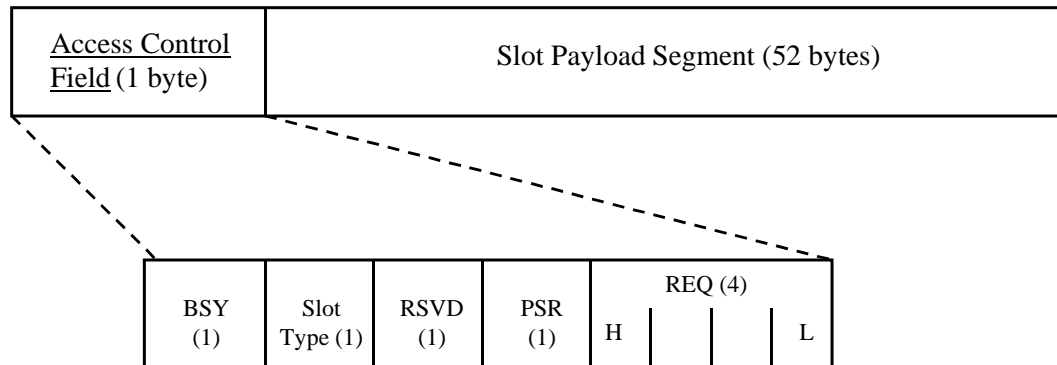 Access Control
Field (1 byte)
Slot Payload Segment (52 bytes)
BSY
(1)
Slot
Type (1)
RSVD
(1)
PSR
(1)
REQ (4)
H
L